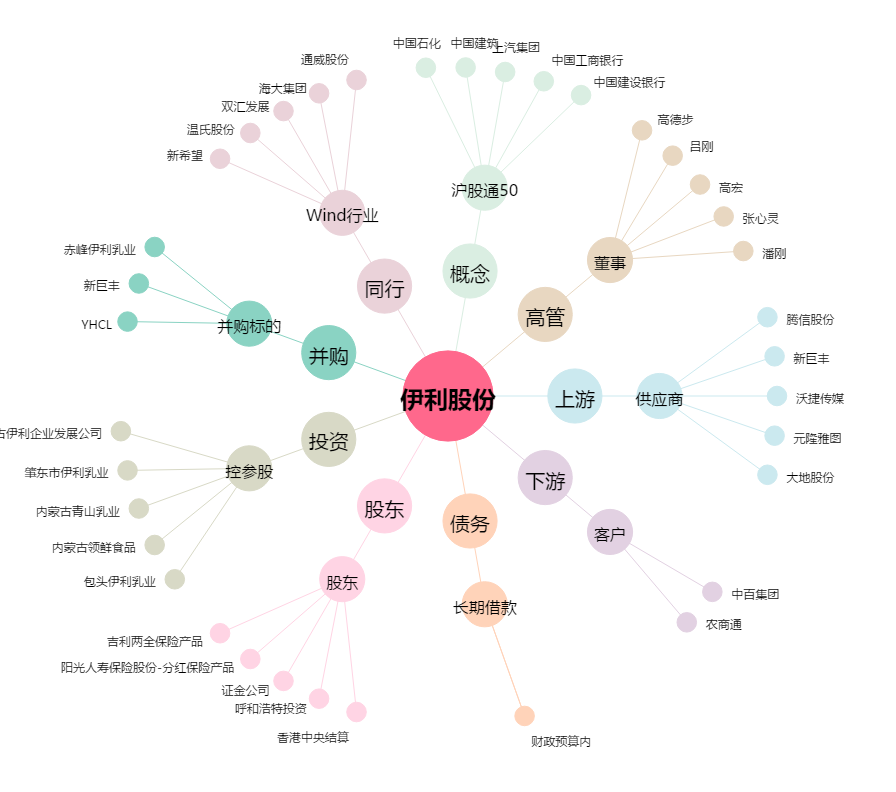 中国石化
中国建筑
上汽集团
中国工商银行
中国建设银行
沪股通50
概念
通威股份
海大集团
双汇发展
温氏股份
新希望
Wind行业
同行
高德步
吕刚
高宏
张心灵
潘刚
董事
高管
赤峰伊利乳业
新巨丰
YHCL
并购标的
并购
腾信股份
新巨丰
沃捷传媒
元隆雅图
大地股份
供应商
上游
伊利股份
古伊利企业发展公司
肇东市伊利乳业
内蒙古青山乳业
内蒙古领鲜食品
包头伊利乳业
控参股
投资
下游
客户
中百集团
农商通
股东
股东
吉利两全保险产品
阳光人寿保险股份-分红保险产品
证金公司
呼和浩特投资
香港中央结算
债务
长期借款
财政预算内